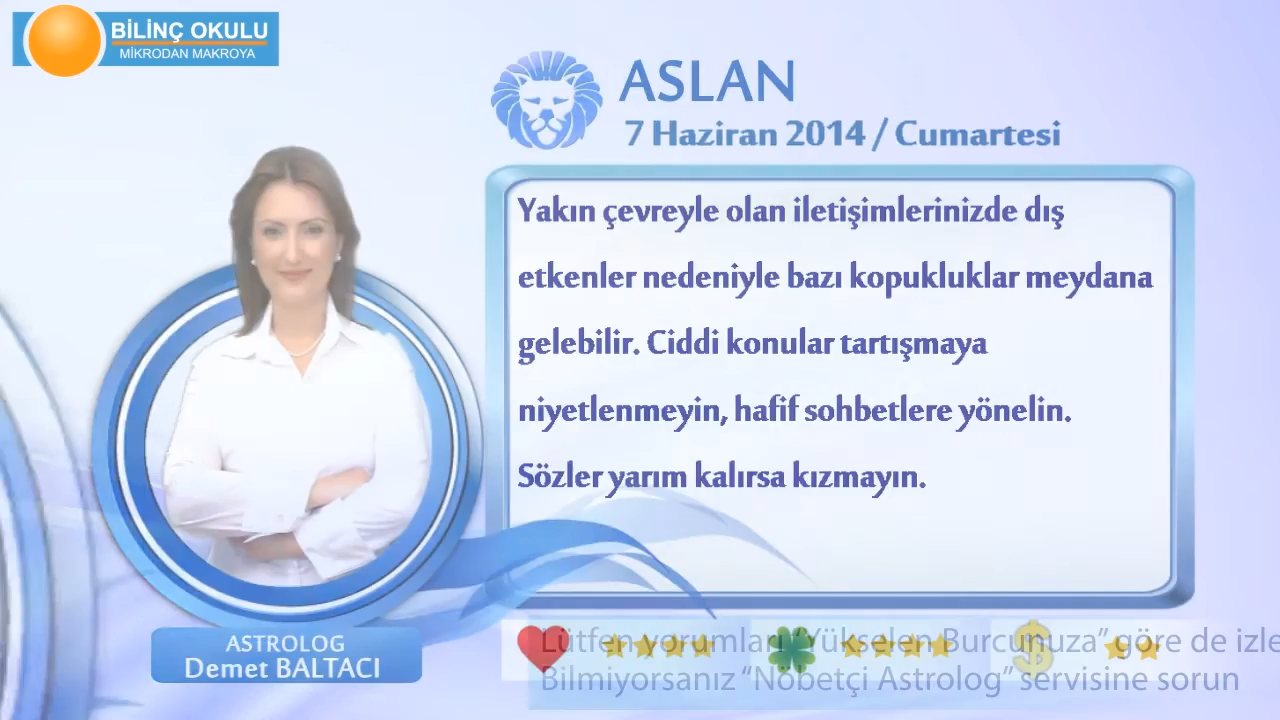 BİLİNÇ OKULU
MİKRODAN MAKROYA
ASLAN
7 Haziran 2014 / Cumartesi
Yakın çevreyle olan iletişimlerinizde dış
etkenler nedeniyle bazı kopukluklar meydana
gelebilir. Ciddi konular tartışmaya
niyetlenmeyin, hafif sohbetlere yönelin.
Sözler yarım kalırsa kızmayın.
ASTROLOG
Demet BALTACI
Lütfen yorumları "Yükselen Burcunuza" göre de izle
Bilmiyorsanız "Nöbetçi Astrolog" servisine sorun